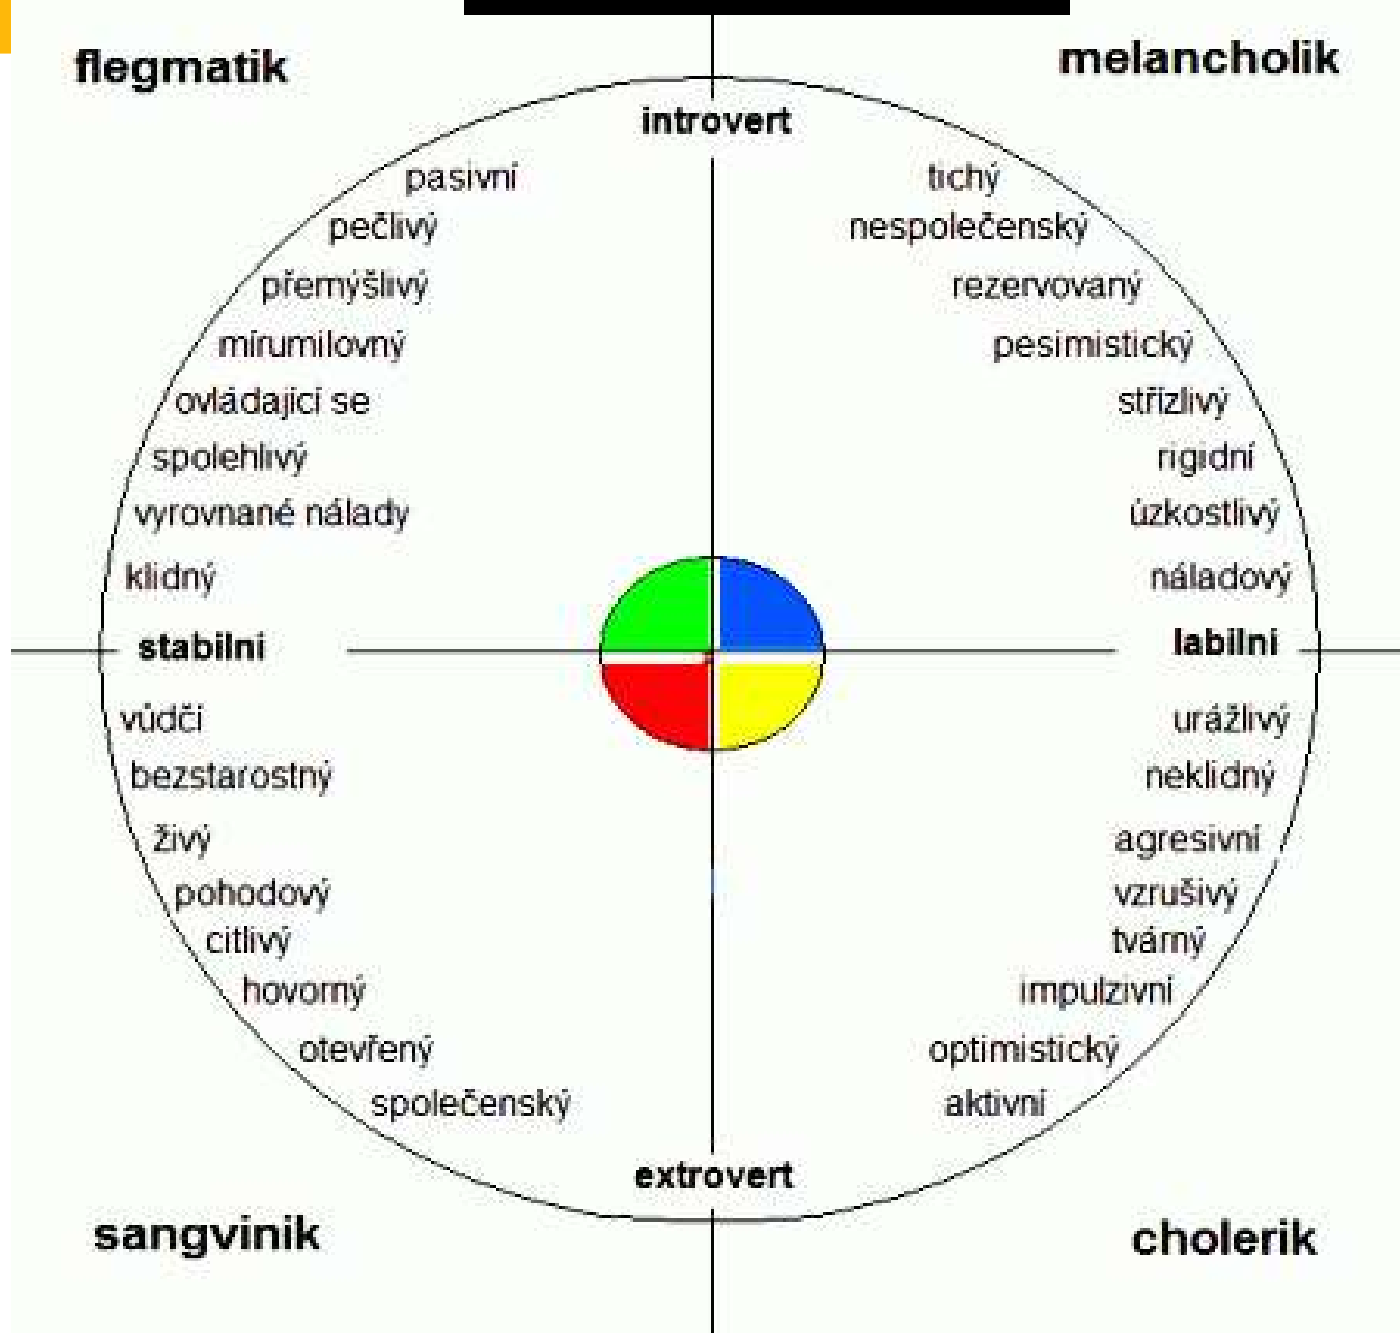 flegmatik
melancholik
introvert
pasivní
tichý
pečlivý
nespolečenský
přemýšlivý
rezervovaný
mírumilovný
pesimistický
ovládající se
střízlivý
spolehlivý
rigidní
vyrovnané nálady
úzkostlivý
klidný
náladový
stabilní
labilní
vůdčí
urážlivý
bezstarostný
neklidný
živý
agresivní
pohodový
vzrušivý
citlivý
tvárný
hovorný
impulzivní
otevřený
optimistický
společenský
aktivní
extrovert
sangvinik
cholerik